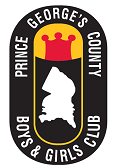 PRINCE GEORGE'S COUNTY
BOYS & GIRLS CLUB